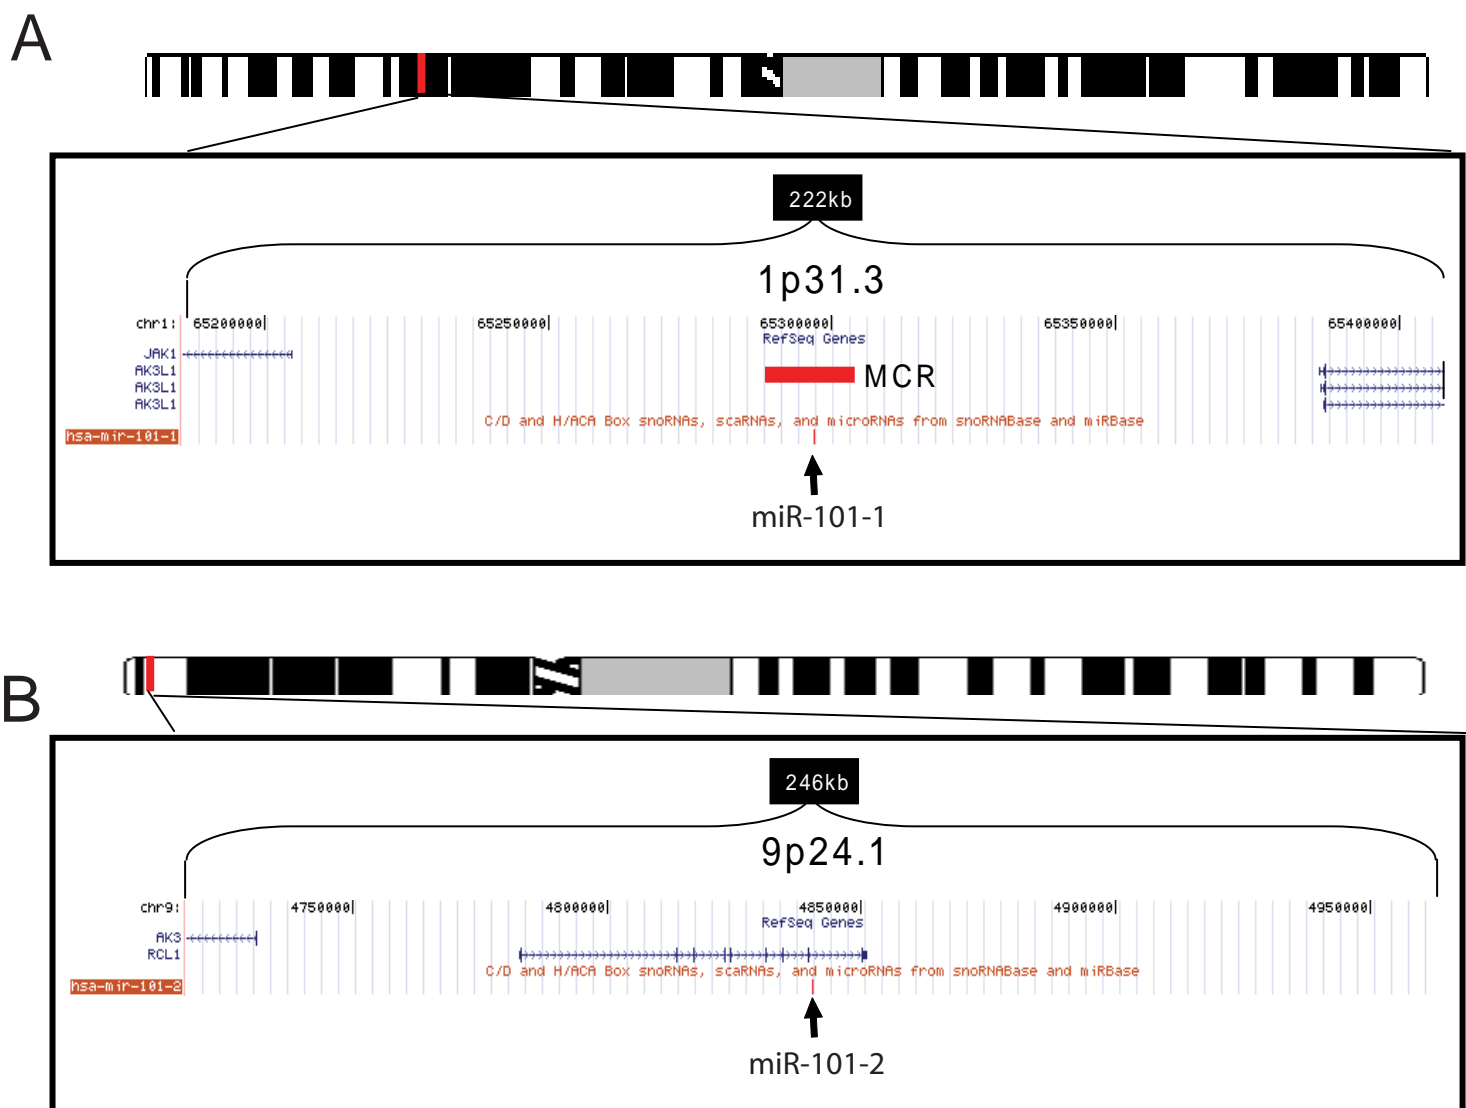 A
222kb
1p31.3
chr1: 65200000| 65250000| 65300000| 65350000| 65400000|
RefSeq Genes
JAK1
AK3L1
MCR
AK3L1
AK3L1
C/D and H/ACA Box snoRNAs, scaRNAs, and microRNAs from snoRNABase and miRBase
hsa-mir-101-1
miR-101-1
B
246kb
9p24.1
chr9: 4750000| 4800000| 4850000| 4900000| 4950000|
RefSeq Genes
AK3
RCL1
C/D and H/ACA Box snoRNAs, scaRNAs, and microRNAs from snoRNABase and miRBase
hsa-mir-101-2
miR-101-2